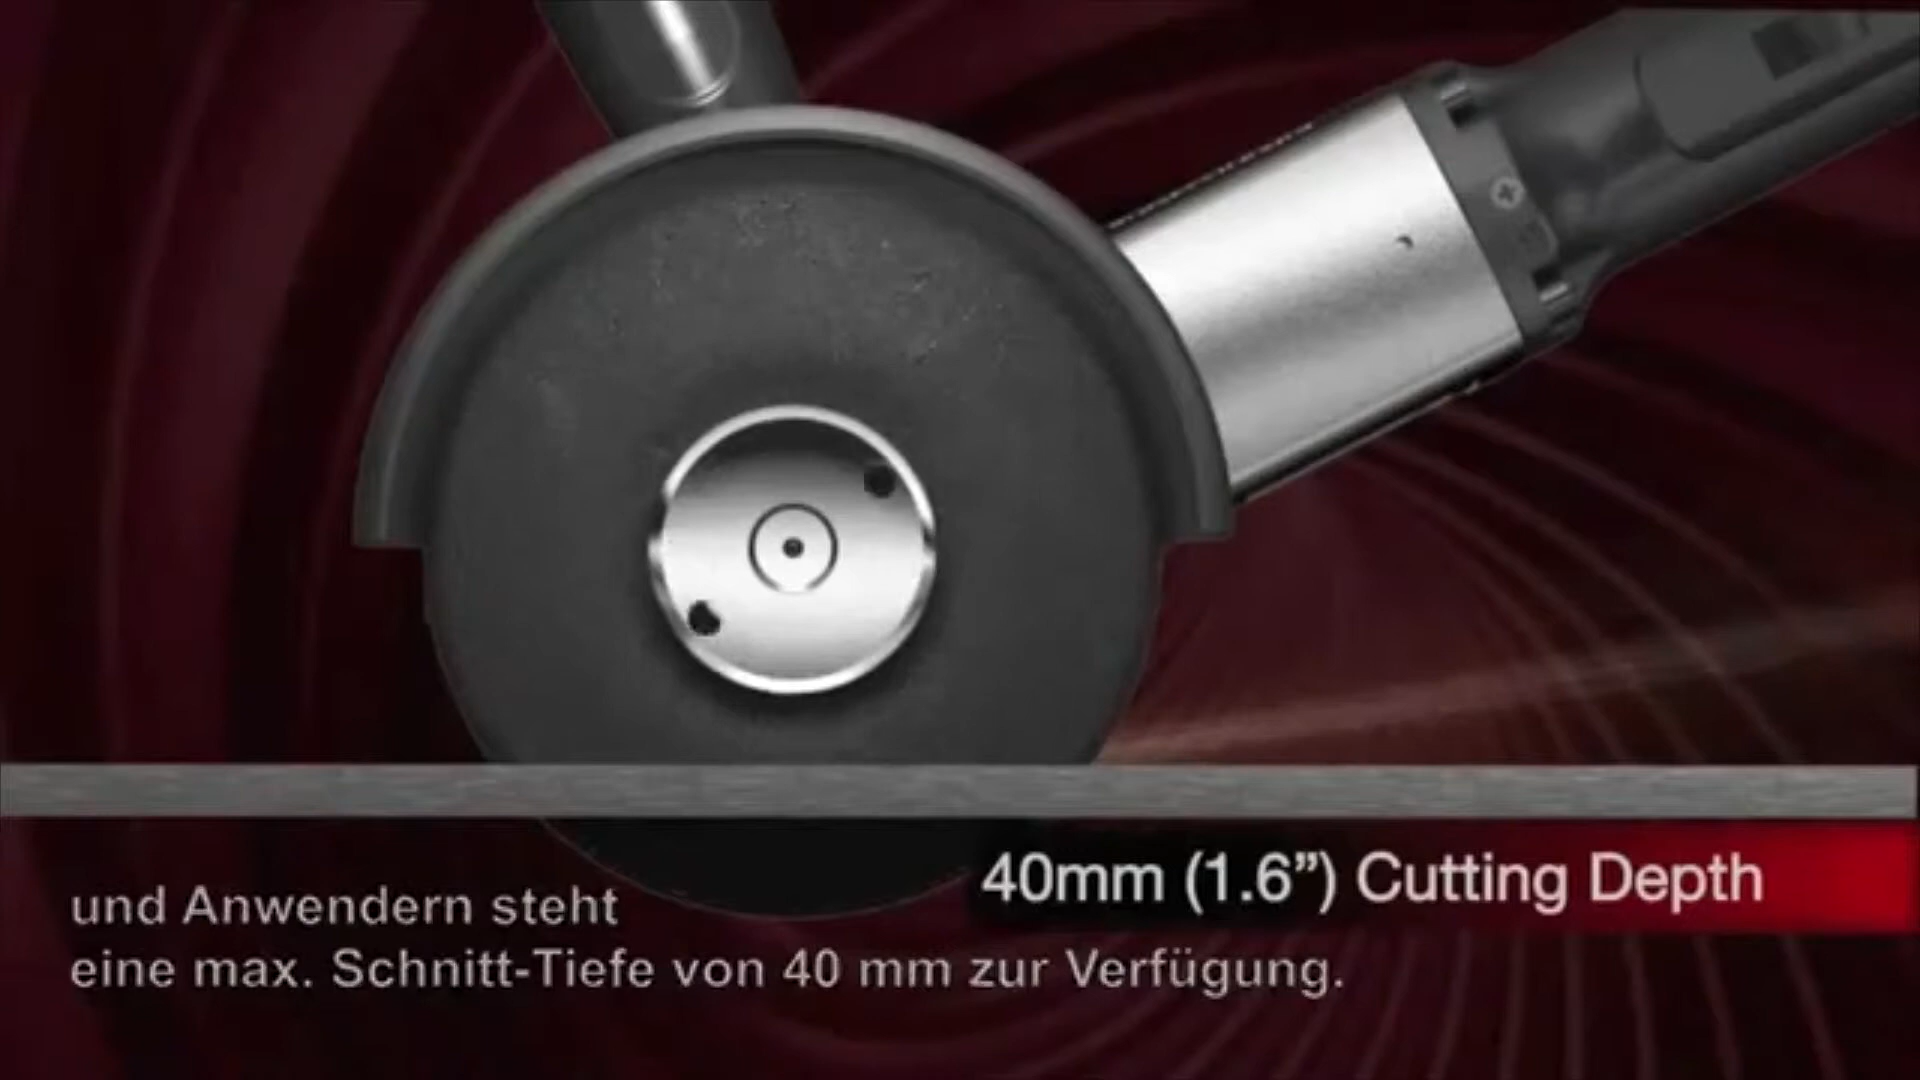 40mm (1.6”) Cutting Depth
und Anwendern steht
eine max. Schnitt-Tiefe von 40 mm zur Verfügung.